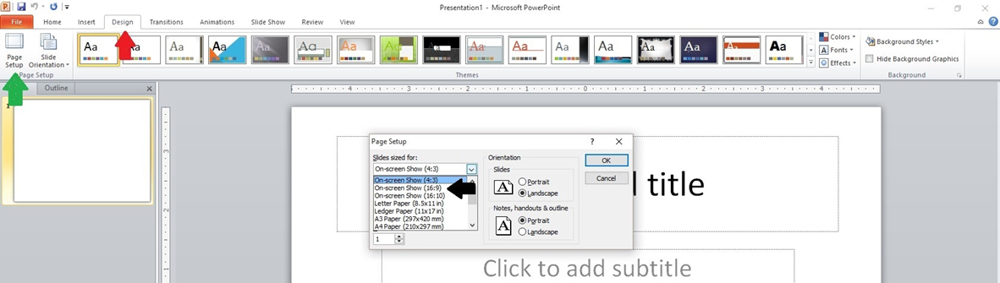 Presentation1 - Microsoft PowerPoint
File Home Insert Design Transitions Animations Slide Show Review View
Page Setup
Slide Orientation
Aa Aa Aa Aa Aa Aa Aa Aa Aa Aa Aa Aa Aa Aa Aa Aa
Colors
Fonts
Effects
Background Styles
Hide Background Graphics
Page Setup
Themes
Background
Outline
1
4 3 2 1 0 1 2 3 4
Page Setup
? 
Slides sized for:
On-screen Show (4:3)
On-screen Show (4:3)
On-screen Show (16:9)
On-screen Show (16:10)
Letter Paper (8.5x11 in)
Ledger Paper (11x17 in)
A3 Paper (297x420 mm)
A4 Paper (210x297 mm)
1
Orientation
Slides
A
Portrait
Landscape
Notes, handouts & outline
A
Portrait
Landscape
OK
Cancel
title
Click to add subtitle